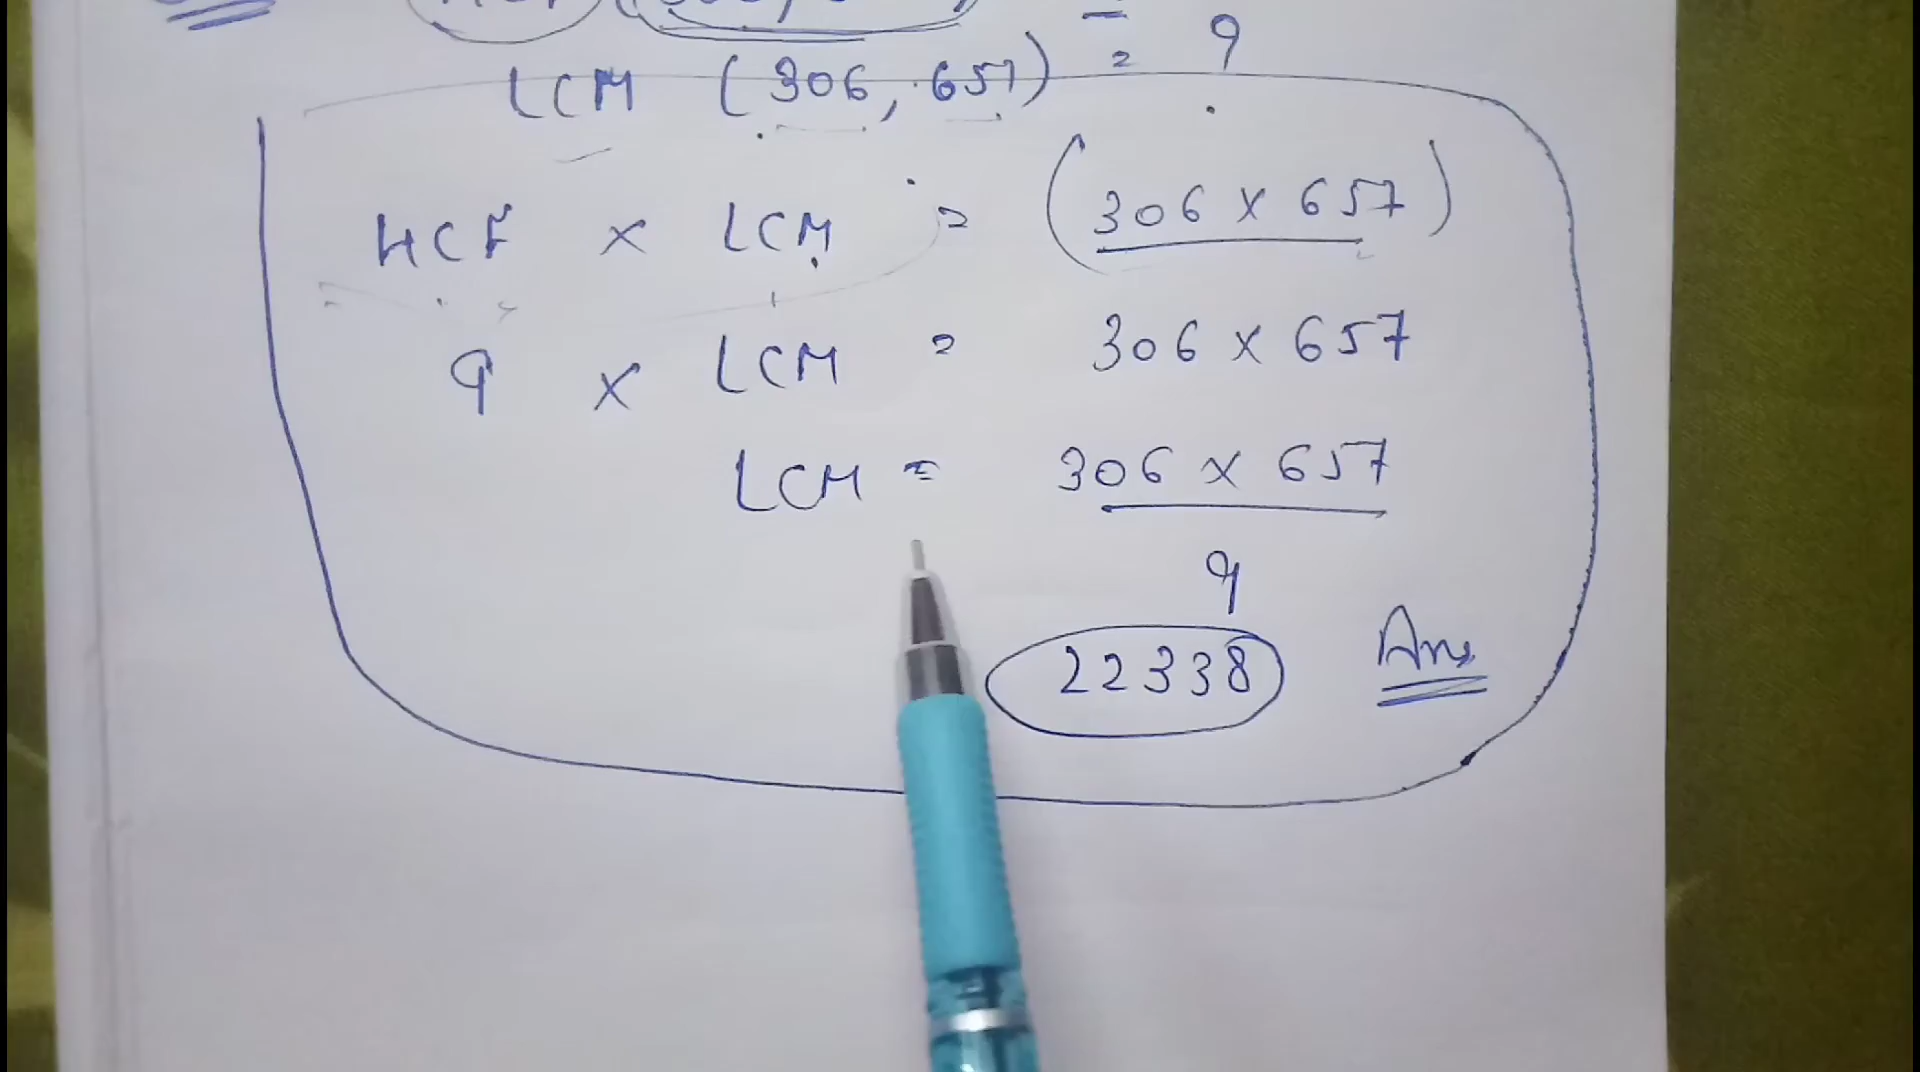 LCM (306, 657) = ?
HCF × LCM = (306 × 657)
9 × LCM = 306 × 657
LCM = 306 × 657
9
22338 Ans